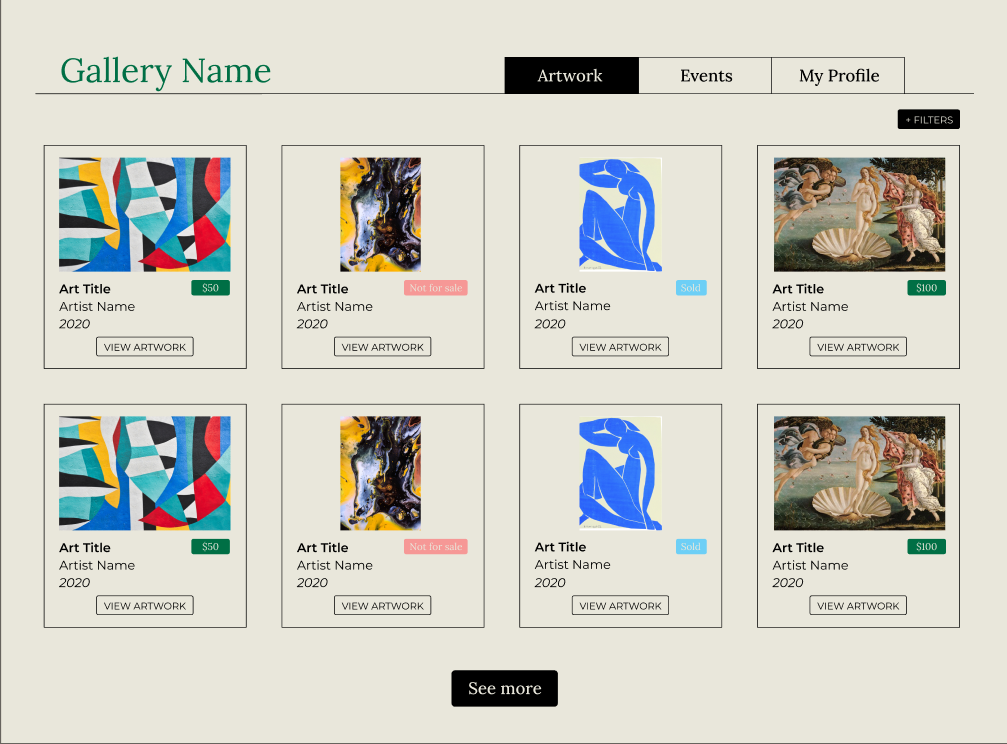 Gallery Name
Artwork
Events
My Profile
+ FILTERS
Art Title
$50
Artist Name
2020
VIEW ARTWORK
Art Title
Not for sale
Artist Name
2020
VIEW ARTWORK
Art Title
Sold
Artist Name
2020
VIEW ARTWORK
Art Title
$100
Artist Name
2020
VIEW ARTWORK
Art Title
$50
Artist Name
2020
VIEW ARTWORK
Art Title
Not for sale
Artist Name
2020
VIEW ARTWORK
Art Title
Sold
Artist Name
2020
VIEW ARTWORK
Art Title
$100
Artist Name
2020
VIEW ARTWORK
See more